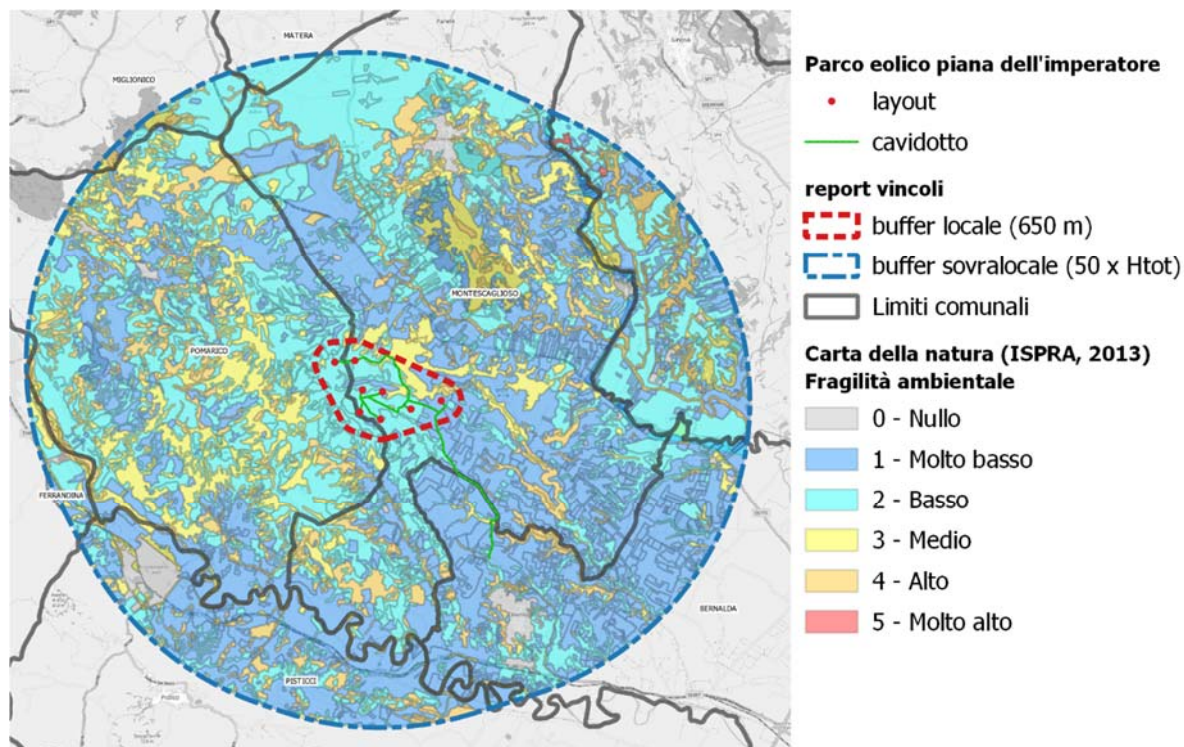 MATERA
MIGLIONICO
MONTESCAGLIOSO
POMARICO
FERRANDINA
BERNALDA
PISTICCI
Parco eolico piana dell'imperatore
layout
cavidotto
report vincoli
buffer locale (650 m)
buffer sovralocale (50 x Htot)
Limiti comunali
Carta della natura (ISPRA, 2013)
Fragilità ambientale
0 - Nullo
1 - Molto basso
2 - Basso
3 - Medio
4 - Alto
5 - Molto alto